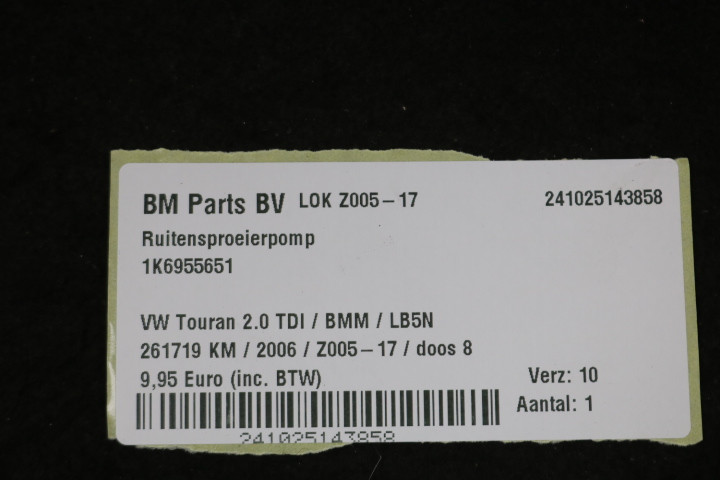 BM Parts BV LOK Z005-17 241025143858
Ruitensproeierpomp
1K6955651
VW Touran 2.0 TDI / BMM / LB5N
261719 KM / 2006 / Z005-17 / doos 8
9,95 Euro (inc. BTW) Verz: 10
Aantal: 1
241025143858